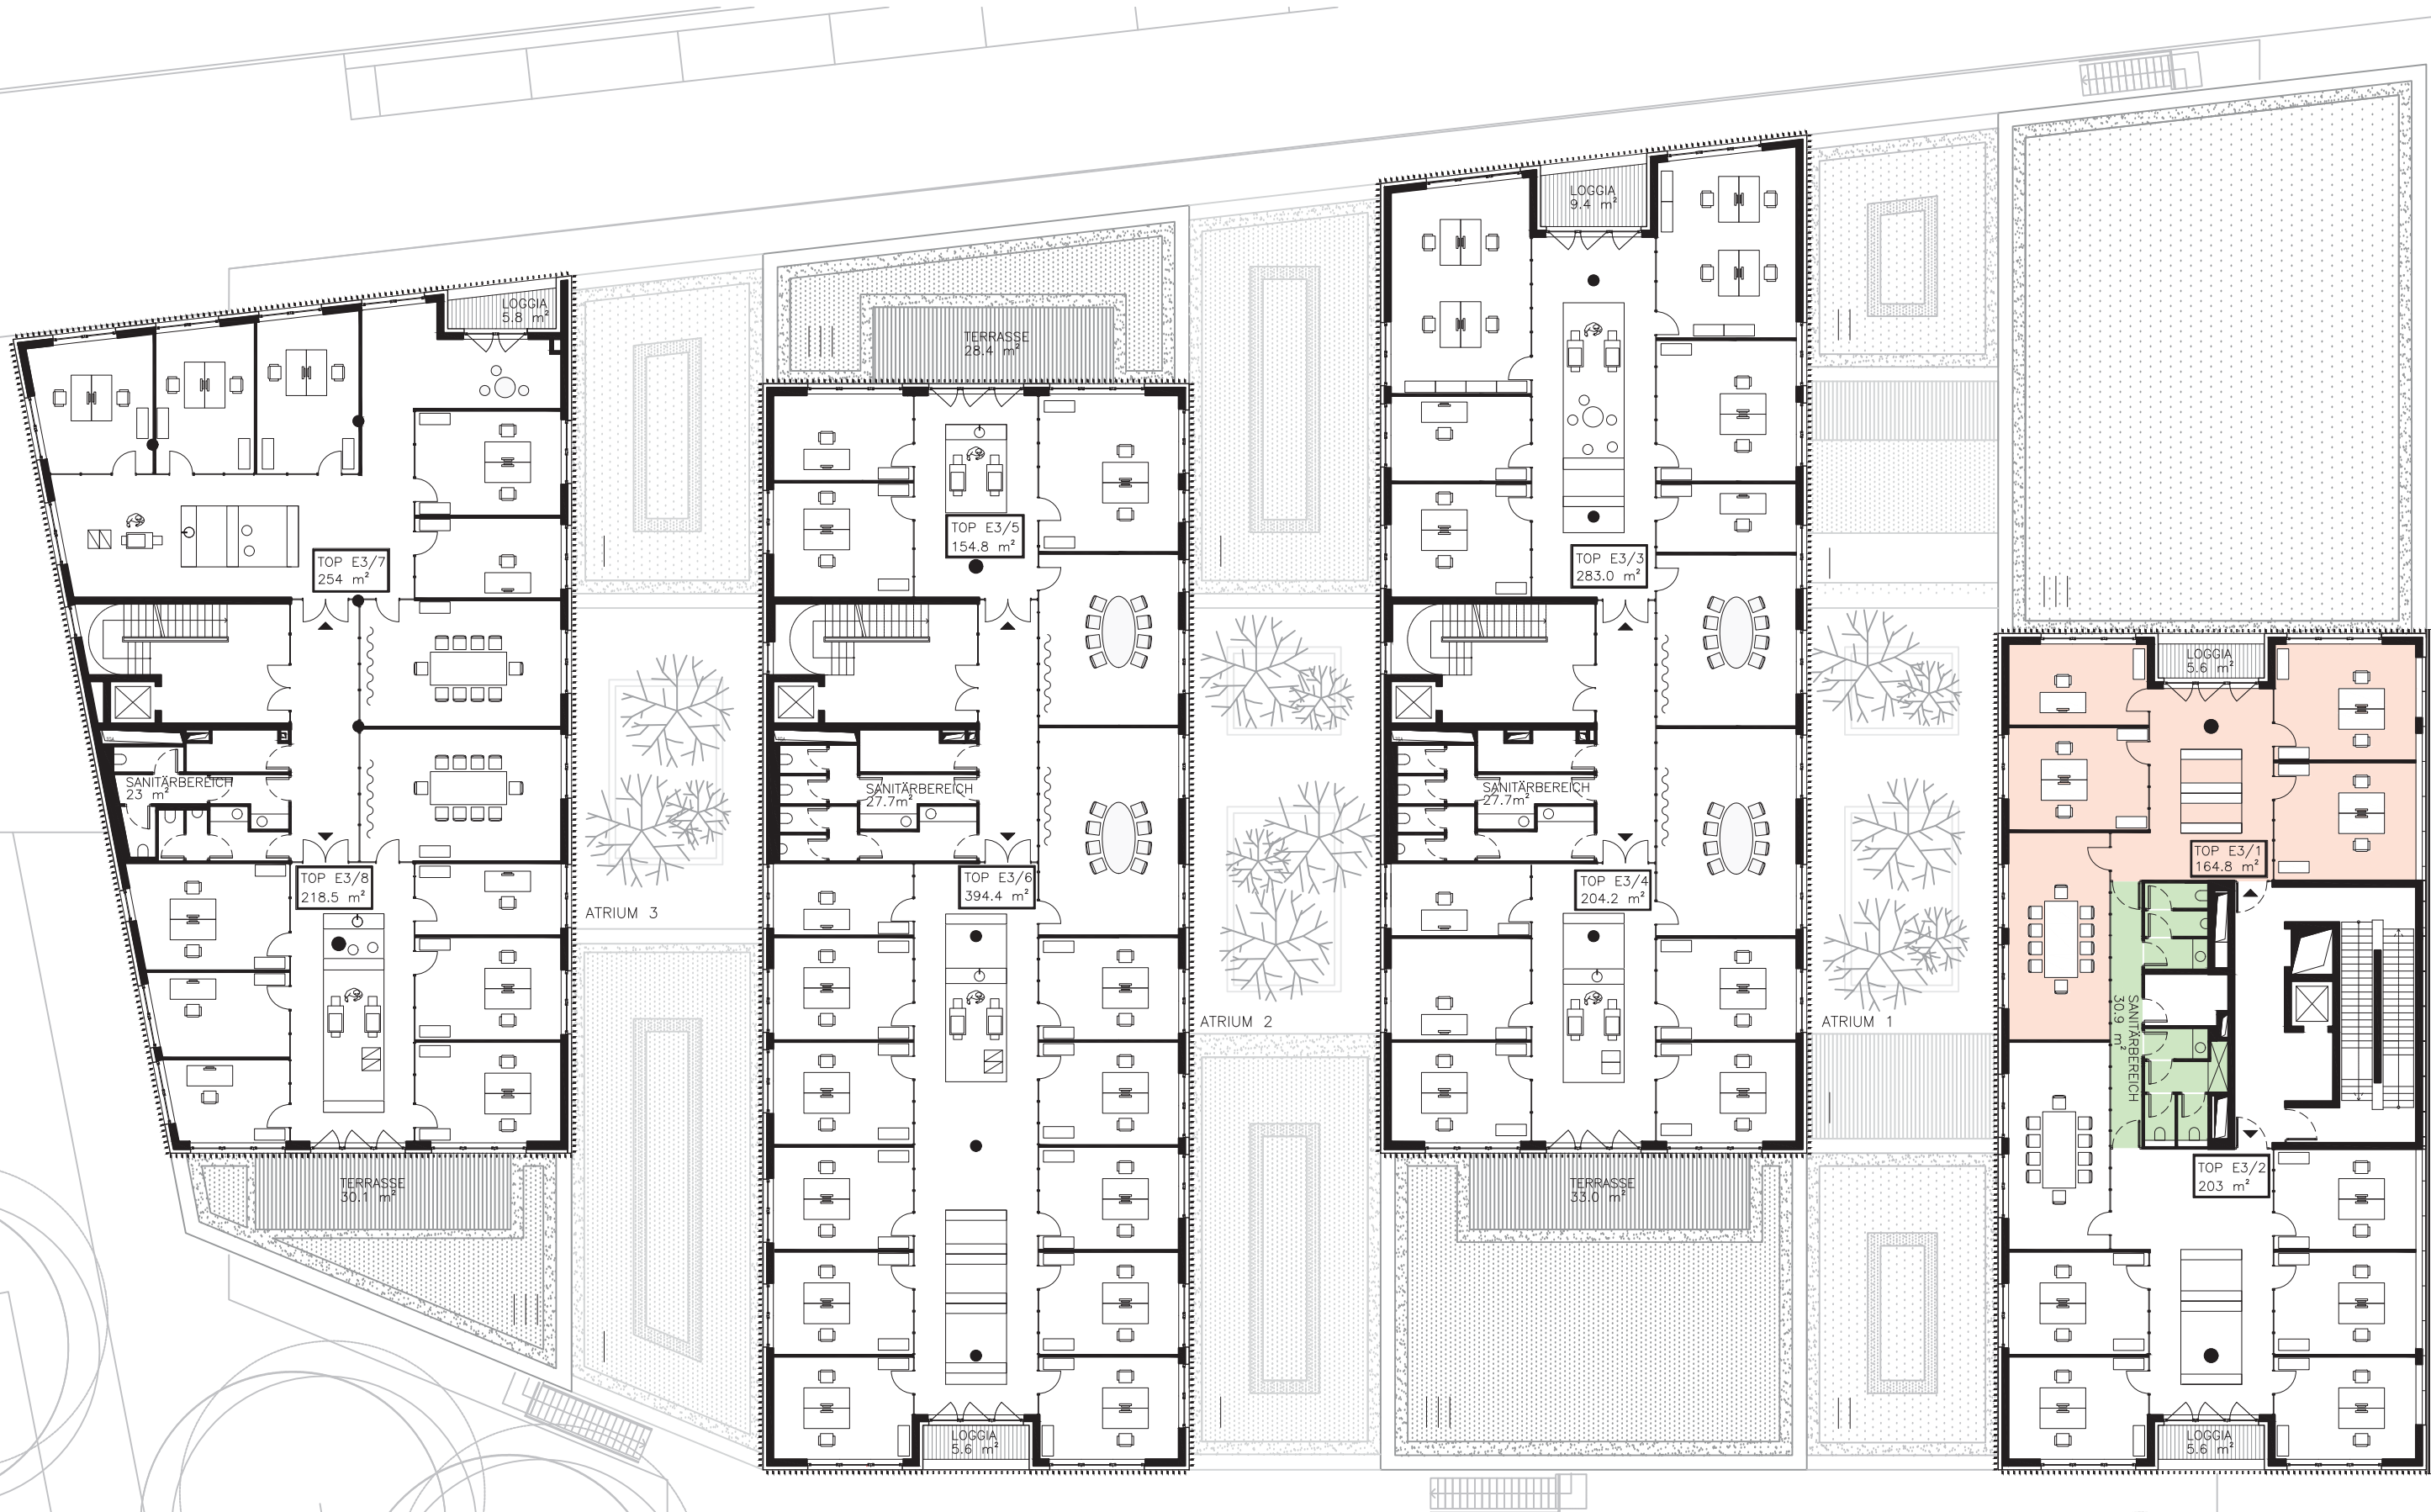 LOGGIA
9.4 m²
LOGGIA
5.8 m²
TERRASSE
28.4 m²
TOP E3/5
154.8 m²
TOP E3/3
283.0 m²
TOP E3/7
254 m²
LOGGIA
5.6 m²
SANITÄRBEREICH
23 m²
SANITÄRBEREICH
27.7m²
SANITÄRBEREICH
27.7m²
TOP E3/1
164.8 m²
TOP E3/8
218.5 m²
TOP E3/6
394.4 m²
TOP E3/4
204.2 m²
ATRIUM 3
ATRIUM 2
ATRIUM 1
SANITÄRBEREICH
30.9 m²
TERRASSE
30.1 m²
TERRASSE
33.0 m²
TOP E3/2
203 m²
LOGGIA
5.6 m²
LOGGIA
5.6 m²